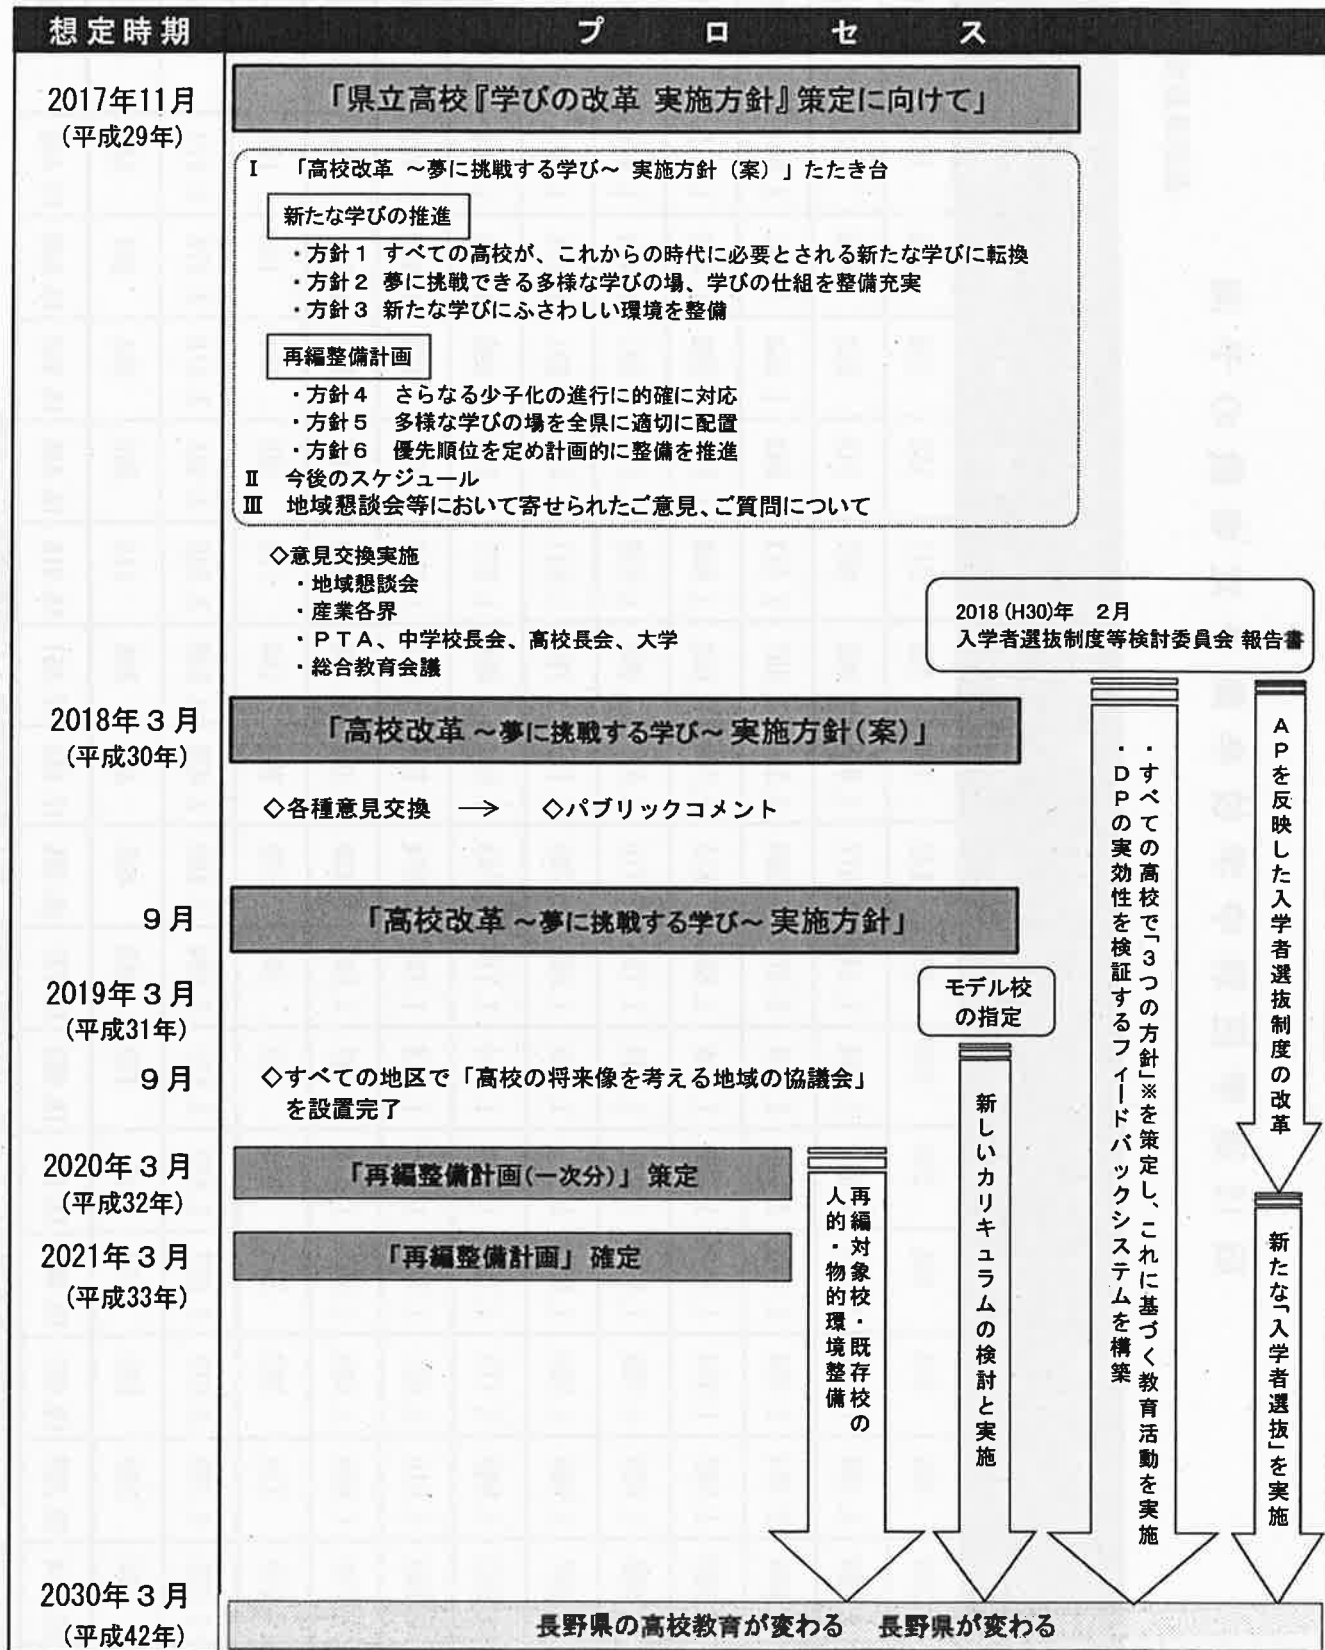 想定時期
プロセス
2017年11月
(平成29年)
「県立高校『学びの改革 実施方針』策定に向けて」
Ⅰ 「高校改革 ~夢に挑戦する学び~ 実施方針(案)」たたき台
新たな学びの推進
・方針1 すべての高校が、これからの時代に必要とされる新たな学びに転換
・方針2 夢に挑戦できる多様な学びの場、学びの仕組を整備充実
・方針3 新たな学びにふさわしい環境を整備
再編整備計画
・方針4 さらなる少子化の進行に的確に対応
・方針5 多様な学びの場を全県に適切に配置
・方針6 優先順位を定め計画的に整備を推進
Ⅱ 今後のスケジュール
Ⅲ 地域懇談会等において寄せられたご意見、ご質問について
◇意見交換実施
・地域懇談会
・産業各界
・PTA、中学校長会、高校長会、大学
・総合教育会議
2018(H30)年 2月
入学者選抜制度等検討委員会 報告書
2018年3月
(平成30年)
「高校改革 ~夢に挑戦する学び~ 実施方針(案)」
◇各種意見交換 → ◇パブリックコメント
9月
「高校改革 ~夢に挑戦する学び~ 実施方針」
2019年3月
(平成31年)
モデル校
の指定
9月
◇すべての地区で「高校の将来像を考える地域の協議会」
を設置完了
2020年3月
(平成32年)
「再編整備計画(一次分)」策定
2021年3月
(平成33年)
「再編整備計画」確定
再編対象校・既存校の
人的・物的環境整備
新しいカリキュラムの検討と実施
・すべての高校で「3つの方針」※を策定し、これに基づく教育活動を実施
・DPの実効性を検証するフィードバックシステムを構築
APを反映した入学者選抜制度の改革
新たな「入学者選抜」を実施
2030年3月
(平成42年)
長野県の高校教育が変わる 長野県が変わる